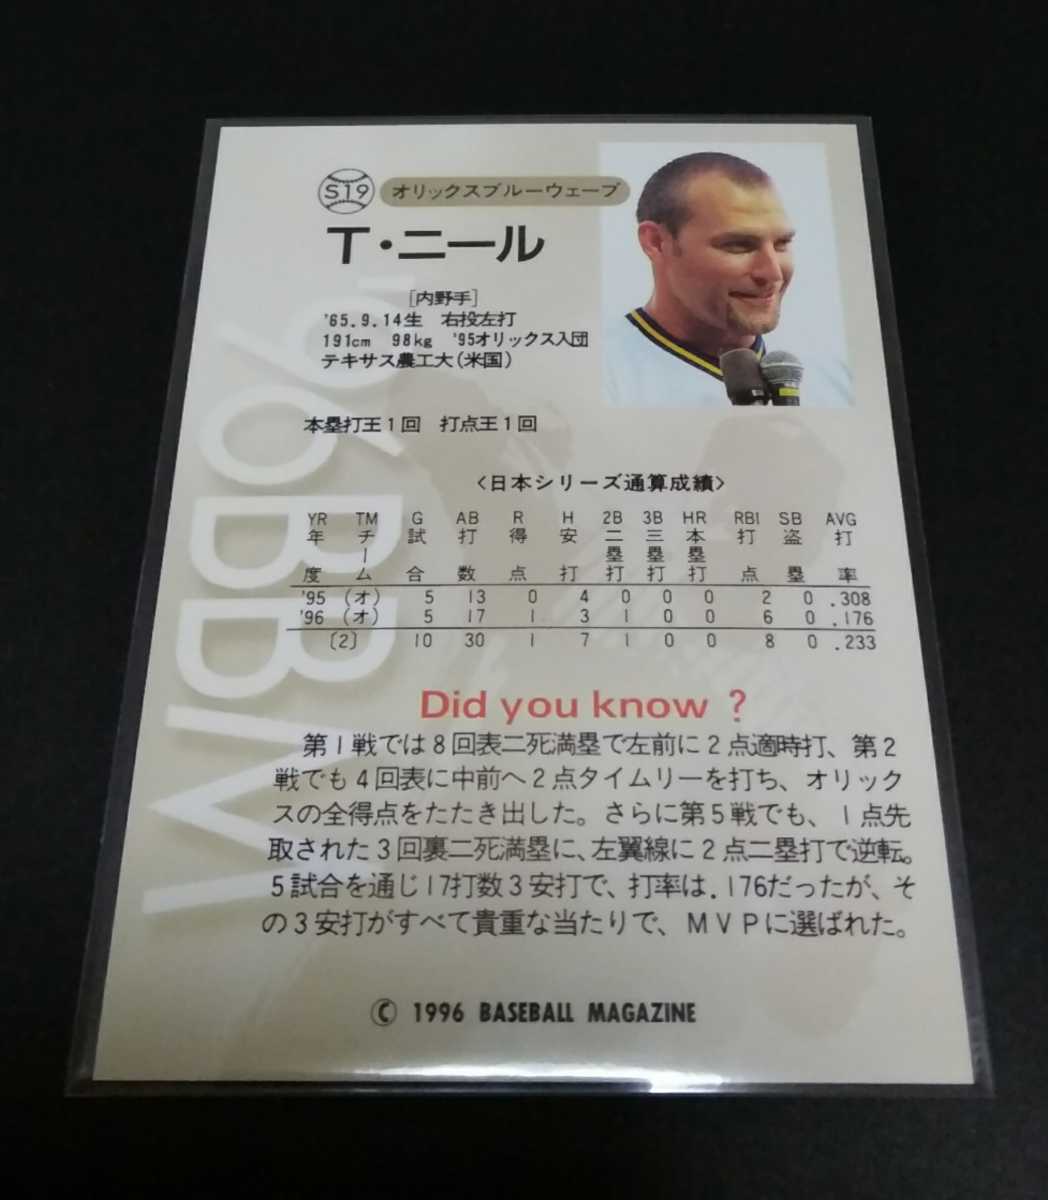 S19 オリックスブルーウェーブ
T・ニール
[内野手]
'65.9.14生 右投左打
191cm 98kg '95オリックス入団
テキサス農工大(米国)
本塁打王1回 打点王1回
〈日本シリーズ通算成績〉
YR TM G AB R H 2B 3B HR RBI SB AVG
年度 チーム 試合 打数 得点 安打 二塁打 三塁打 本塁打 打点 盗塁 打率
'95 (オ) 5 13 0 4 0 0 0 2 0 .308
'96 (オ) 5 17 1 3 1 0 0 6 0 .176
〔2〕 10 30 1 7 1 0 0 8 0 .233
Did you know ?
第1戦では8回表二死満塁で左前に2点適時打、第2
戦でも4回表に中前へ2点タイムリーを打ち、オリック
スの全得点をたたき出した。さらに第5戦でも、1点先
取された3回裏二死満塁に、左翼線に2点二塁打で逆転。
5試合を通じ17打数3安打で、打率は.176だったが、そ
の3安打がすべて貴重な当たりで、MVPに選ばれた。
© 1996 BASEBALL MAGAZINE
'96BBM